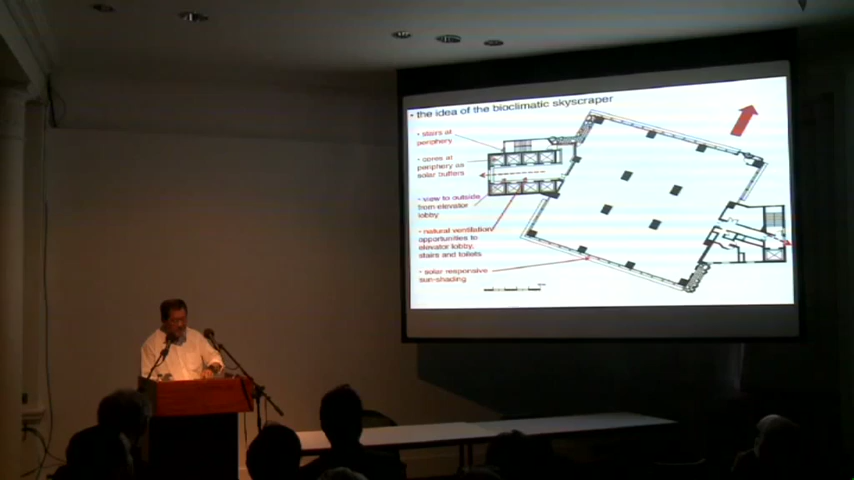 • the idea of the bioclimatic skyscraper
• stairs at
periphery
• cores at
periphery as
solar buffers
• view to outside
from elevator
lobby
• natural ventilation
opportunities to
elevator lobby,
stairs and toilets
• solar responsive
sun-shading